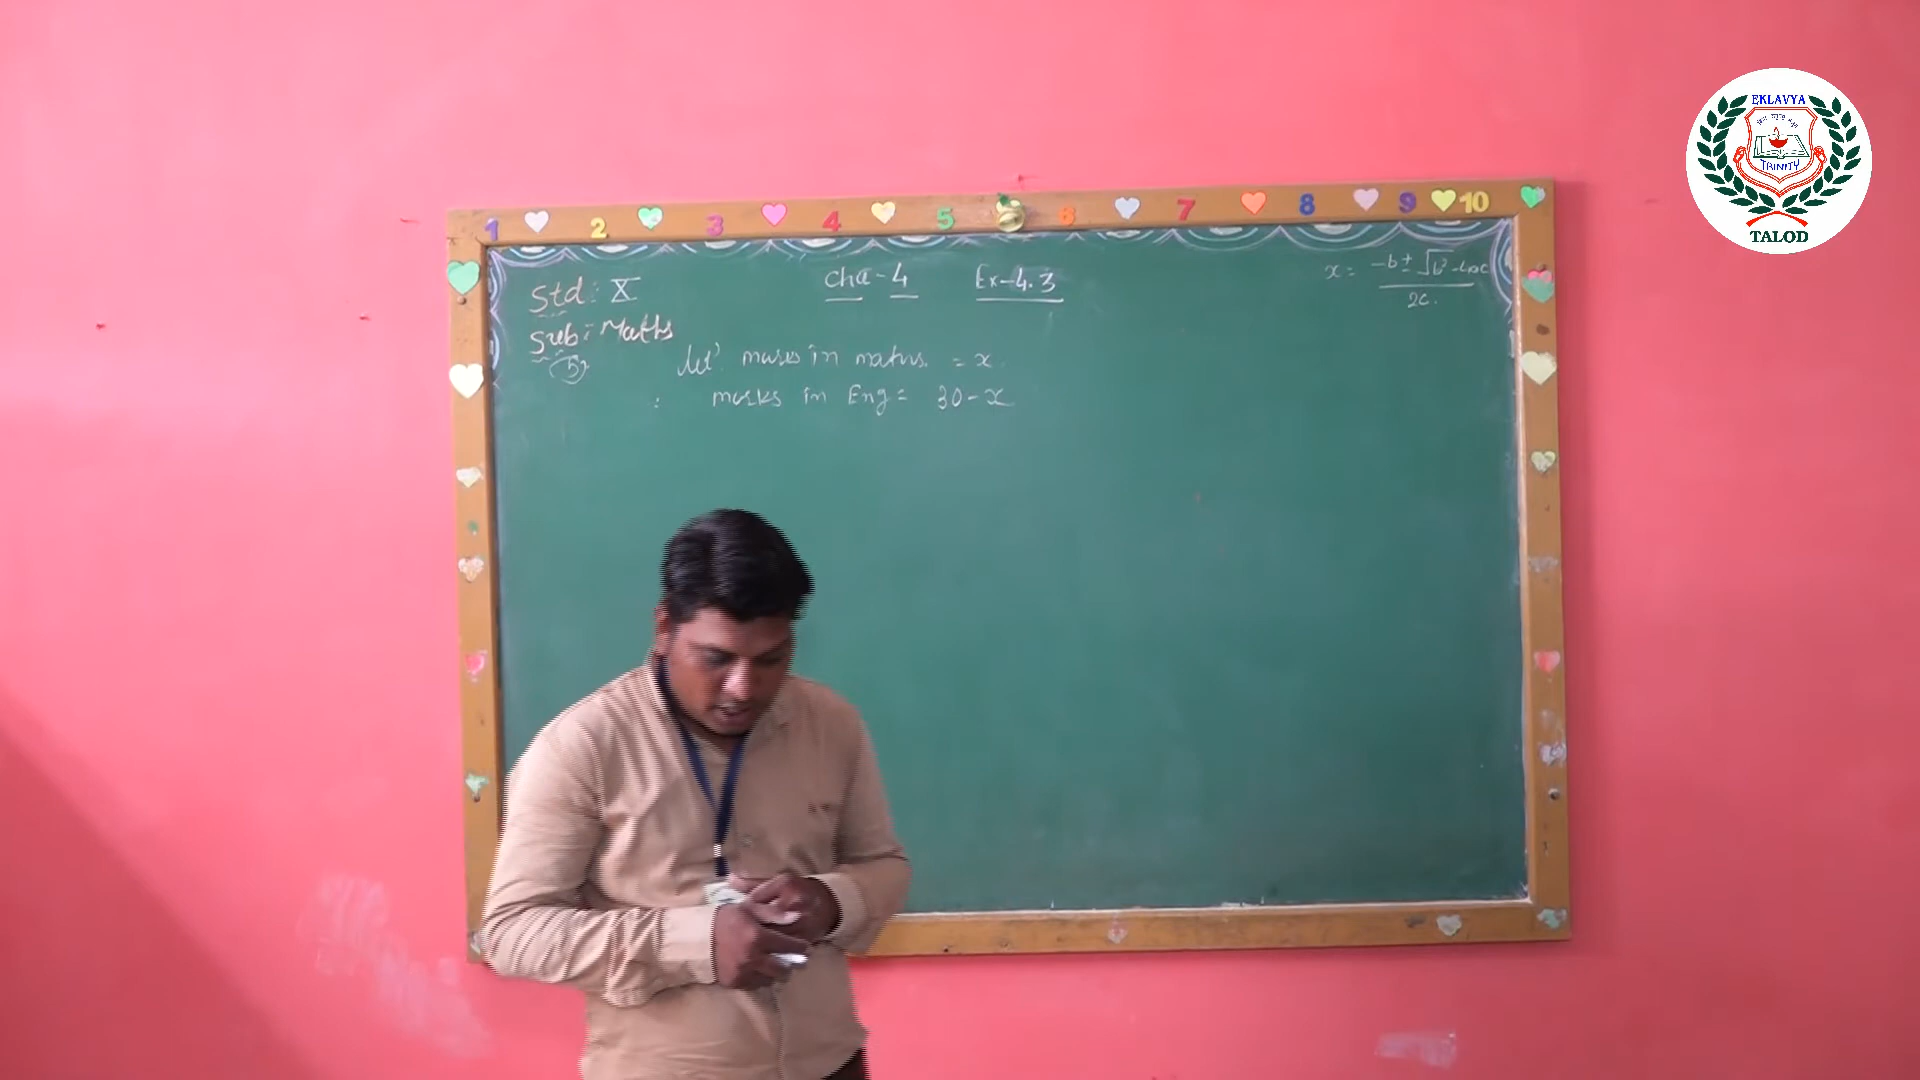 EKLAVYA
TRINITY
TALOD
1 2 3 4 5 6 7 8 9 10
Std : X
Cha - 4
Ex - 4.3
x =
2c.
Sub : Maths
5
Let marks in maths. = x
: marks in Eng = 30 - x